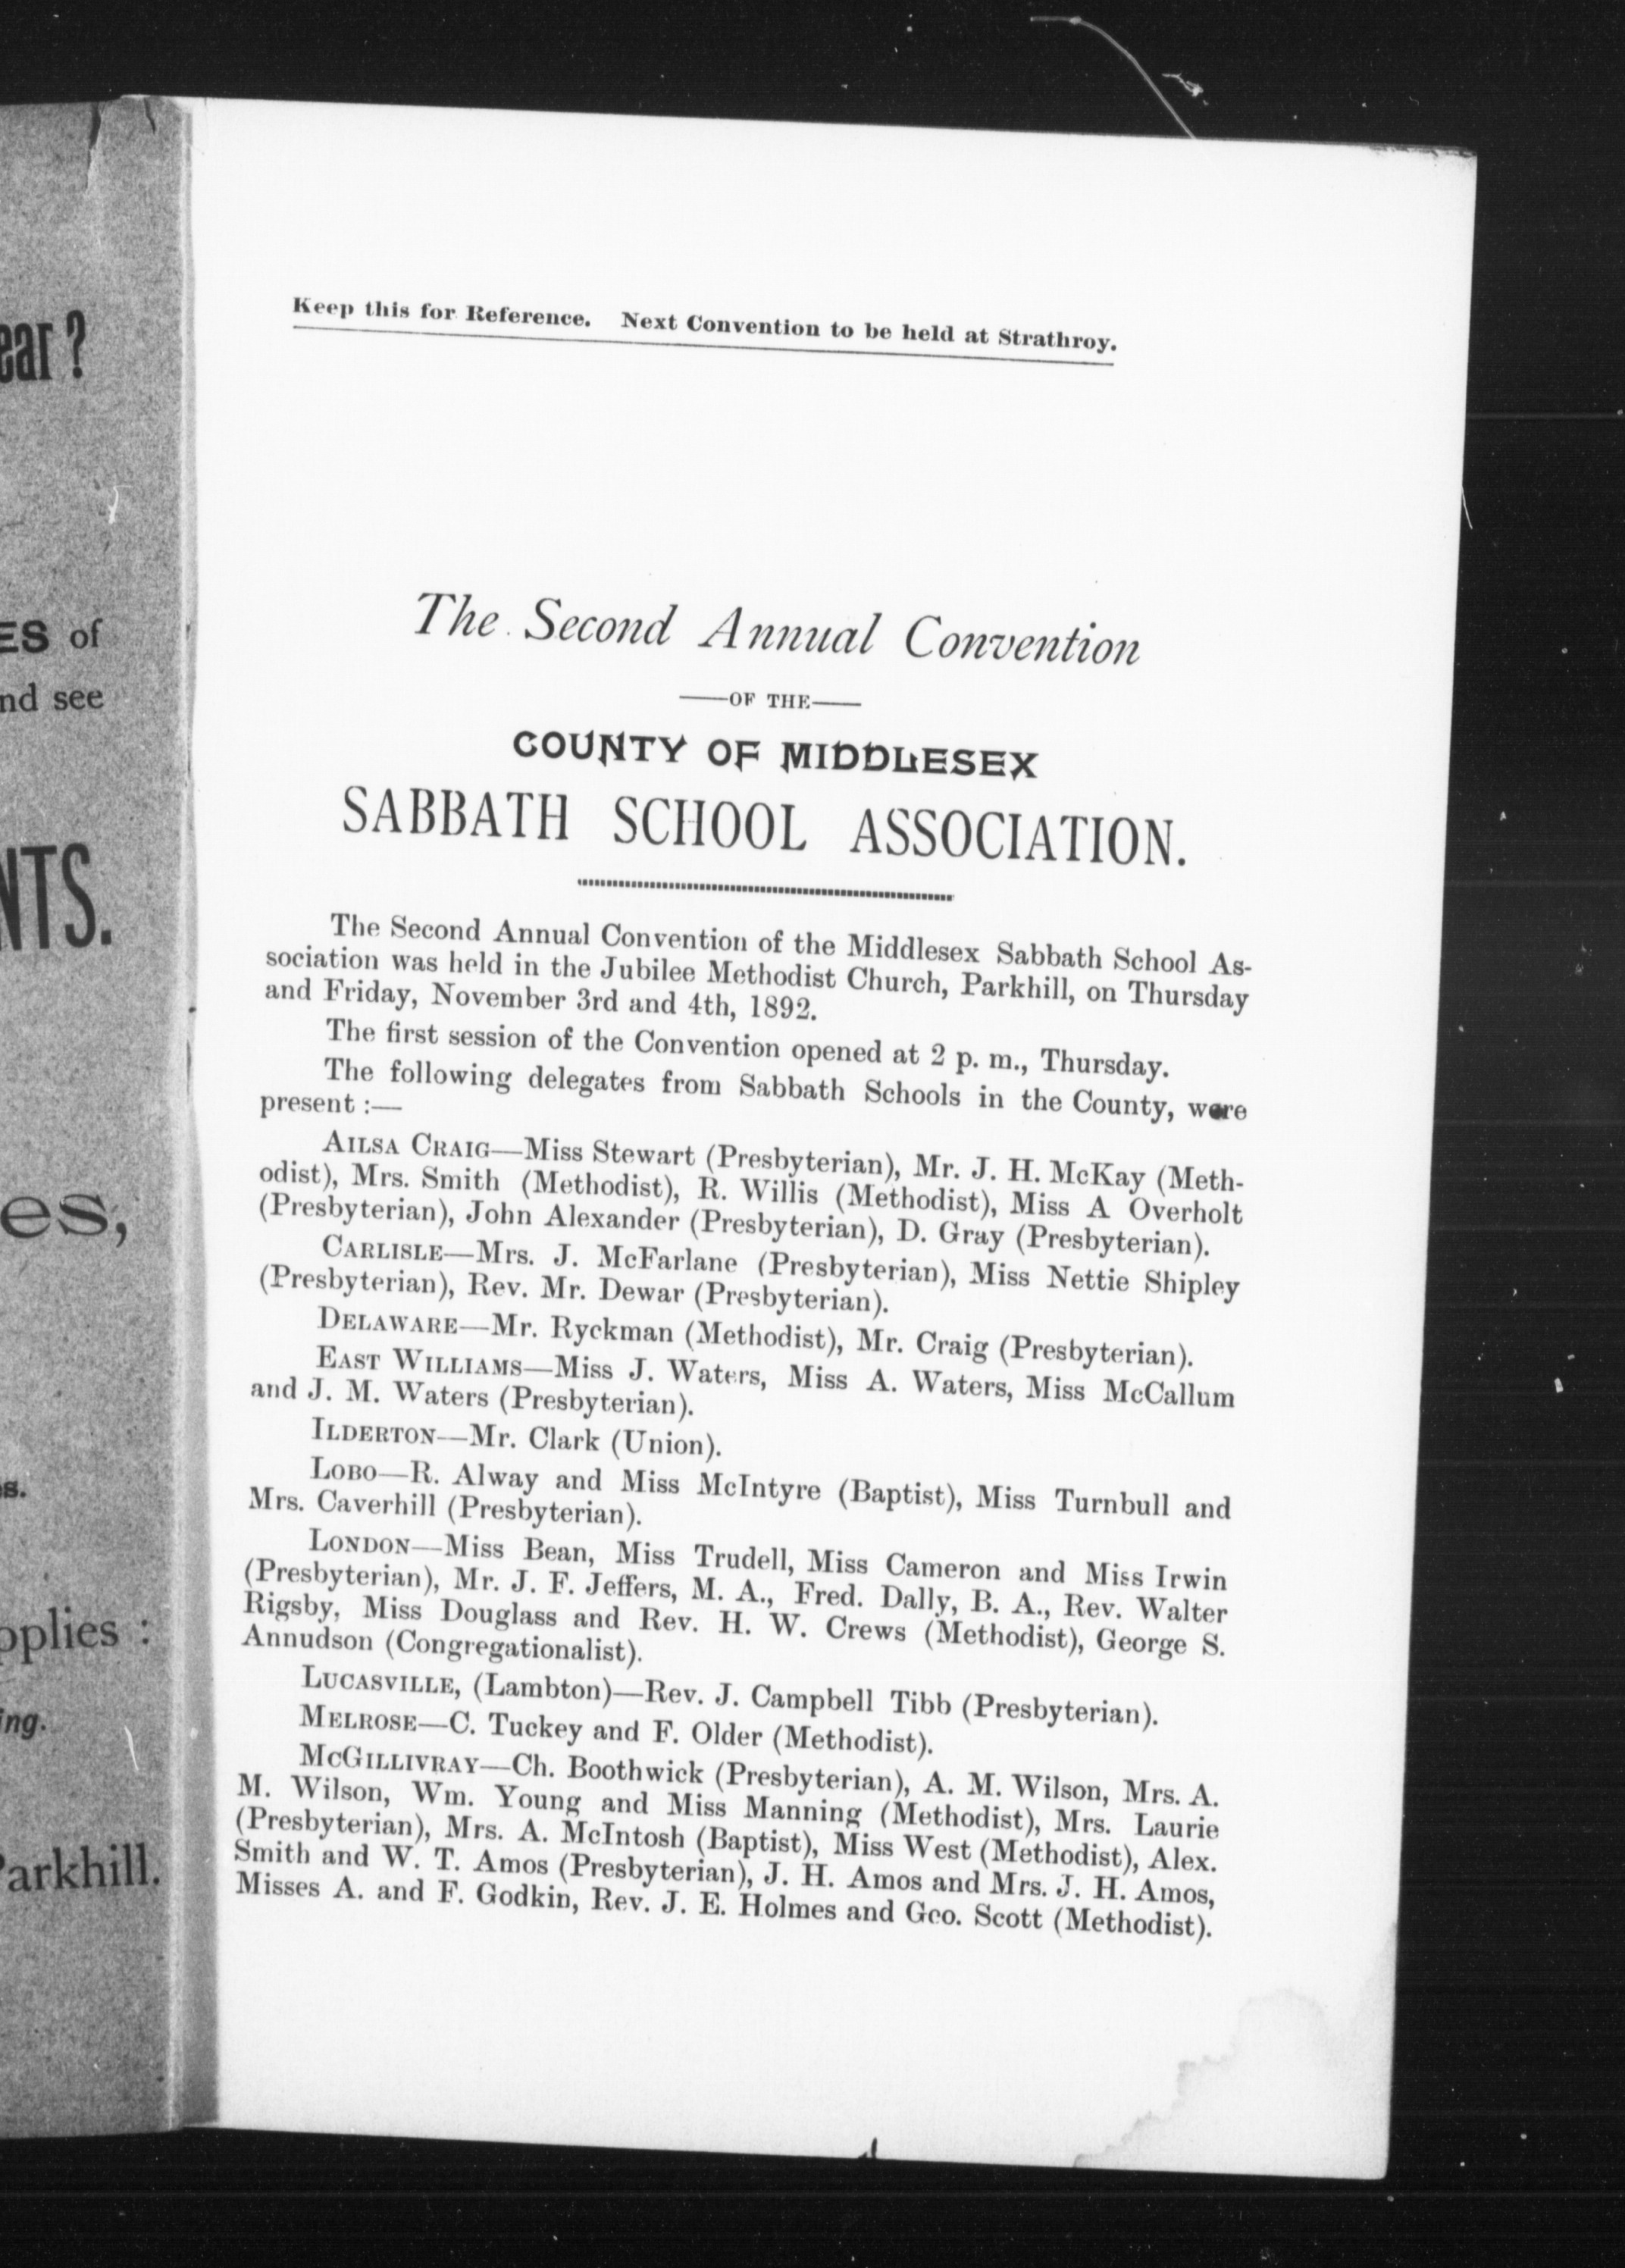 ear ?
ES of
nd see
NTS.
es,
s.
pplies :
ing.
Parkhill.
Keep this for Reference. Next Convention to be held at Strathroy.
The Second Annual Convention
—OF THE—
COUNTY OF MIDDLESEX
SABBATH SCHOOL ASSOCIATION.
The Second Annual Convention of the Middlesex Sabbath School As-
sociation was held in the Jubilee Methodist Church, Parkhill, on Thursday
and Friday, November 3rd and 4th, 1892.
The first session of the Convention opened at 2 p. m., Thursday.
The following delegates from Sabbath Schools in the County, were
present :—
AILSA CRAIG—Miss Stewart (Presbyterian), Mr. J. H. McKay (Meth-
odist), Mrs. Smith (Methodist), R. Willis (Methodist), Miss A Overholt
(Presbyterian), John Alexander (Presbyterian), D. Gray (Presbyterian).
CARLISLE—Mrs. J. McFarlane (Presbyterian), Miss Nettie Shipley
(Presbyterian), Rev. Mr. Dewar (Presbyterian).
DELAWARE—Mr. Ryckman (Methodist), Mr. Craig (Presbyterian).
EAST WILLIAMS—Miss J. Waters, Miss A. Waters, Miss McCallum
and J. M. Waters (Presbyterian).
ILDERTON—Mr. Clark (Union).
LOBO—R. Alway and Miss McIntyre (Baptist), Miss Turnbull and
Mrs. Caverhill (Presbyterian).
LONDON—Miss Bean, Miss Trudell, Miss Cameron and Miss Irwin
(Presbyterian), Mr. J. F. Jeffers, M. A., Fred. Dally, B. A., Rev. Walter
Rigsby, Miss Douglass and Rev. H. W. Crews (Methodist), George S.
Annudson (Congregationalist).
LUCASVILLE, (Lambton)—Rev. J. Campbell Tibb (Presbyterian).
MELROSE—C. Tuckey and F. Older (Methodist).
MCGILLIVRAY—Ch. Boothwick (Presbyterian), A. M. Wilson, Mrs. A.
M. Wilson, Wm. Young and Miss Manning (Methodist), Mrs. Laurie
(Presbyterian), Mrs. A. McIntosh (Baptist), Miss West (Methodist), Alex.
Smith and W. T. Amos (Presbyterian), J. H. Amos and Mrs. J. H. Amos,
Misses A. and F. Godkin, Rev. J. E. Holmes and Geo. Scott (Methodist).